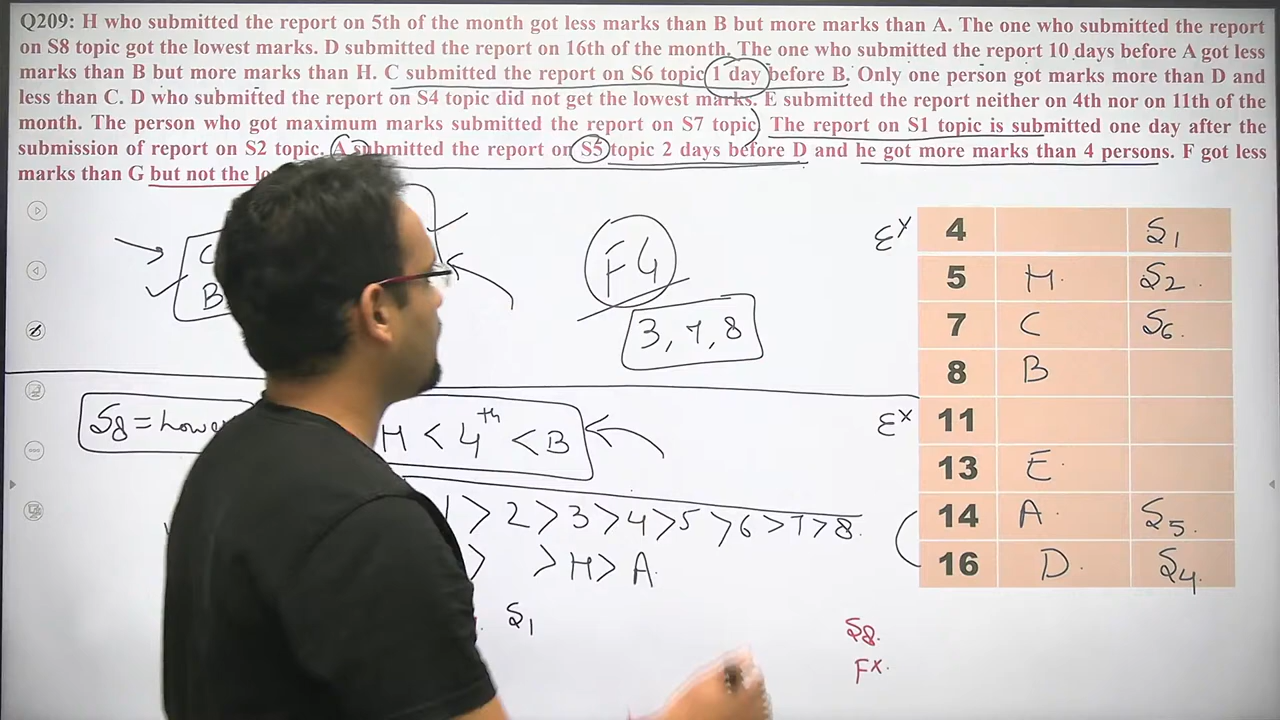 Q209: H who submitted the report on 5th of the month got less marks than B but more marks than A. The one who submitted the report
on S8 topic got the lowest marks. D submitted the report on 16th of the month. The one who submitted the report 10 days before A got less
marks than B but more marks than H. C submitted the report on S6 topic 1 day before B. Only one person got marks more than D and
less than C. D who submitted the report on S4 topic did not get the lowest marks. E submitted the report neither on 4th nor on 11th of the
month. The person who got maximum marks submitted the report on S7 topic. The report on S1 topic is submitted one day after the
submission of report on S2 topic. A submitted the report on S5 topic 2 days before D and he got more marks than 4 persons. F got less
marks than G but not the
C
B
F4
3, 7, 8
S8 = Lowe
H < 4th < B
1 > 2 > 3 > 4 > 5 > 6 > 7 > 8
> > H > A
S1
S8
Fx
Ex 4 S1
5 H S2
7 C S6
8 B
Ex 11
13 E
14 A S5
16 D S4